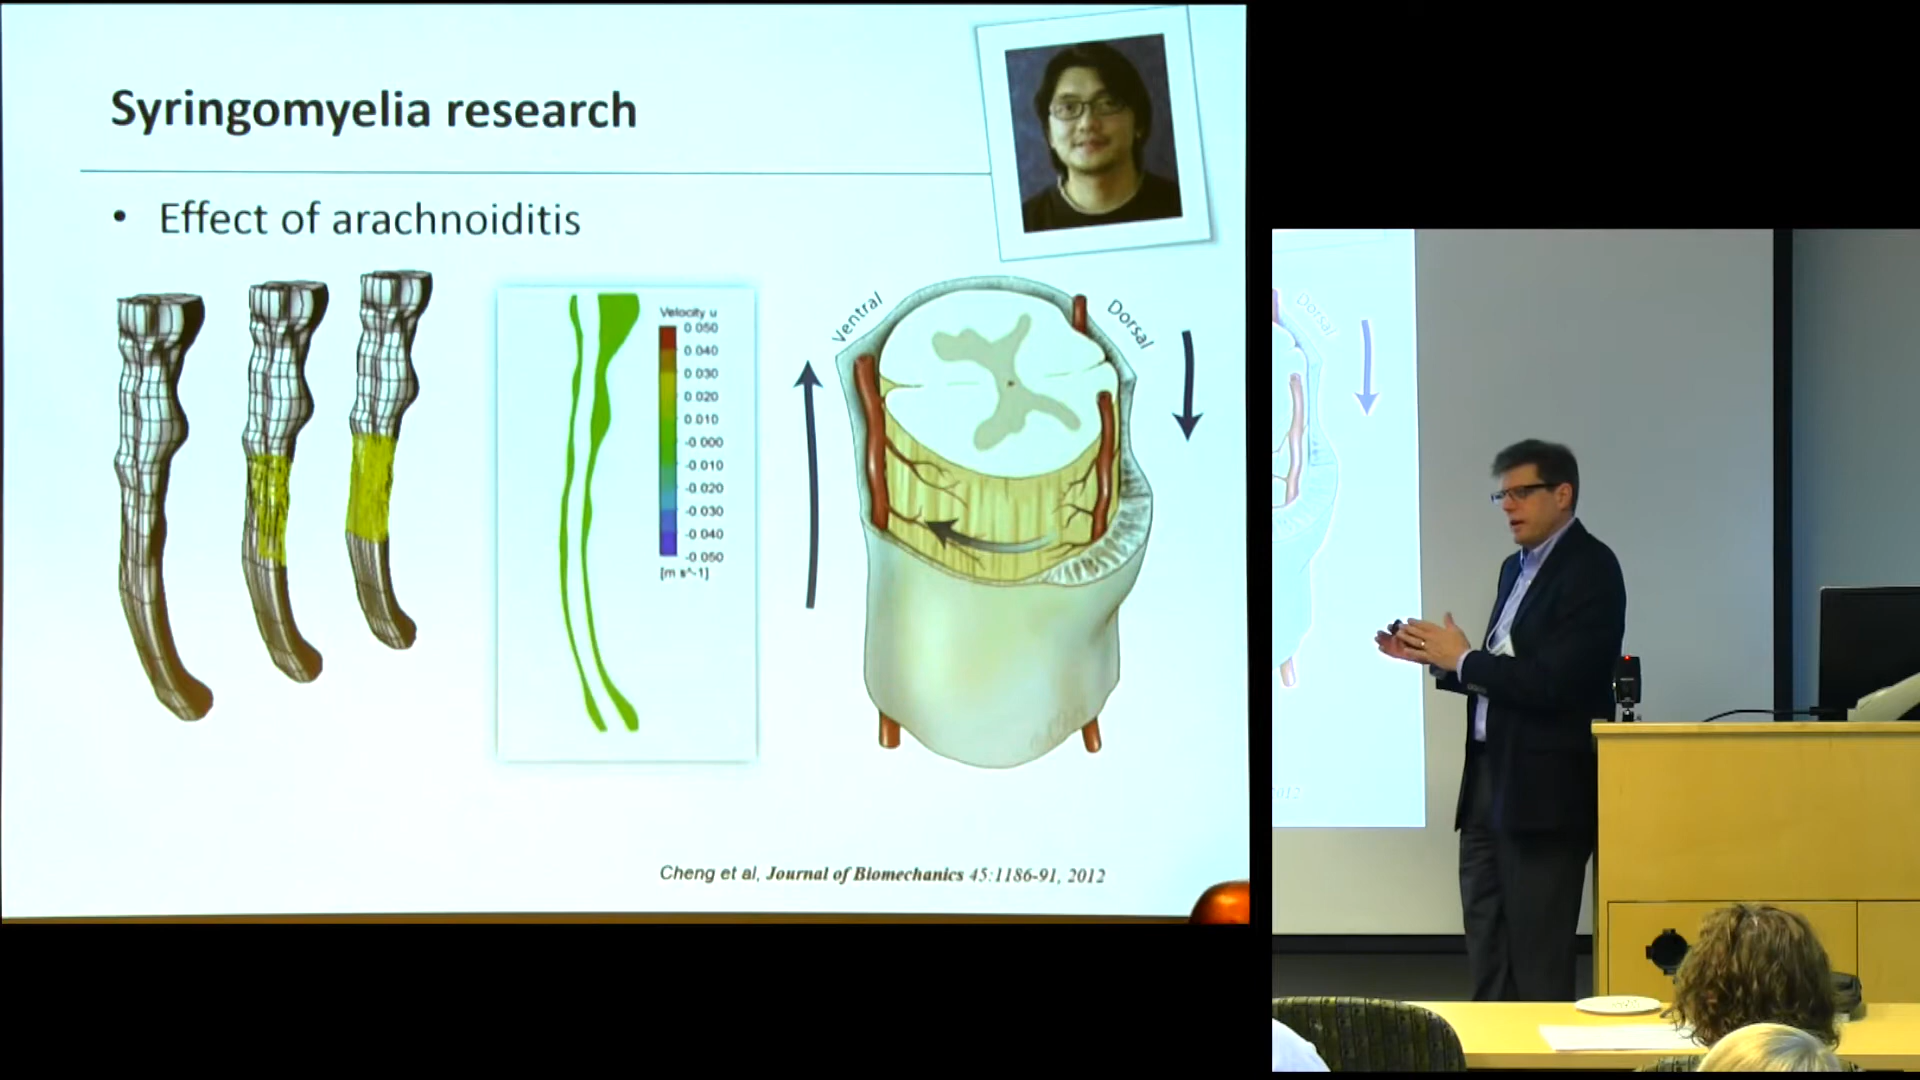 Syringomyelia research
• Effect of arachnoiditis
Velocity u
0.050
0.040
0.030
0.020
0.010
-0.000
-0.010
-0.020
-0.030
-0.040
-0.050
[m s^-1]
Ventral
Dorsal
Cheng et al, Journal of Biomechanics 45:1186-91, 2012
Dorsal
2012